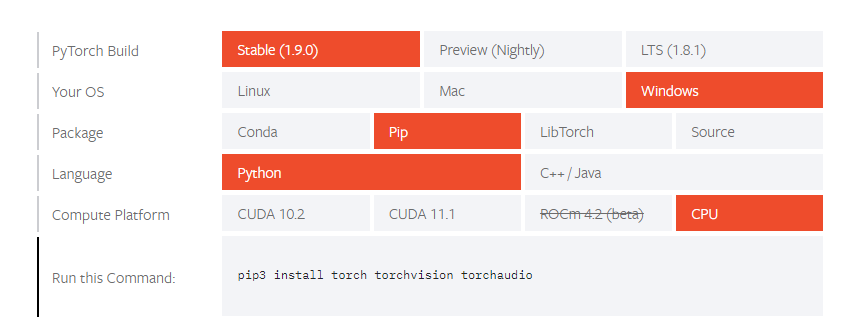 PyTorch Build Stable (1.9.0) Preview (Nightly) LTS (1.8.1)
Your OS Linux Mac Windows
Package Conda Pip LibTorch Source
Language Python C++ / Java
Compute Platform CUDA 10.2 CUDA 11.1 ROCm 4.2 (beta) CPU
Run this Command: pip3 install torch torchvision torchaudio